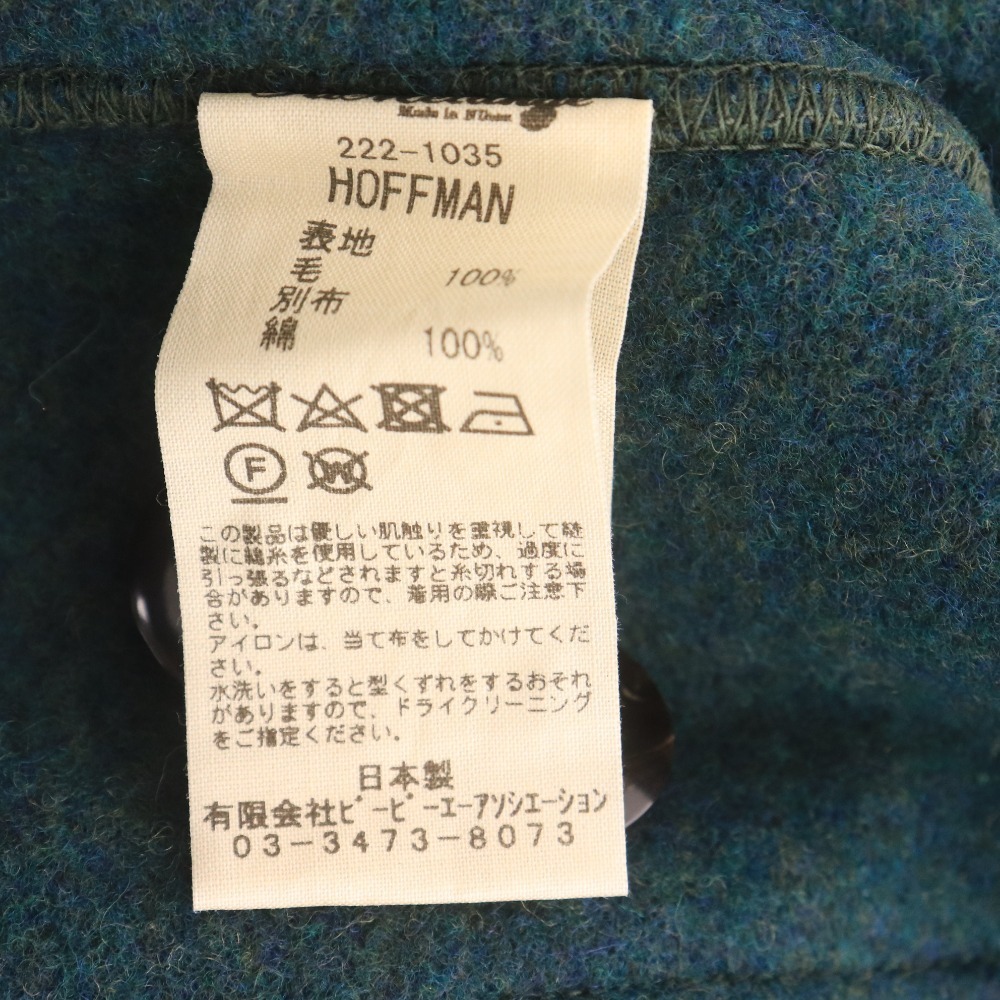 Made in
222-1035
HOFFMAN
表地
毛 100%
別布
綿 100%
F
W
この製品は優しい肌触りを重視して縫
製に綿糸を使用しているため、過度に
引っ張るなどされますと糸切れする場
合がありますので、着用の際ご注意下
さい。
アイロンは、当て布をしてかけてくだ
さい。
水洗いをすると型くずれをするおそれ
がありますので、ドライクリーニング
をご指定ください。
日本製
有限会社ビーピーエーアソシエーション
03-3473-8073